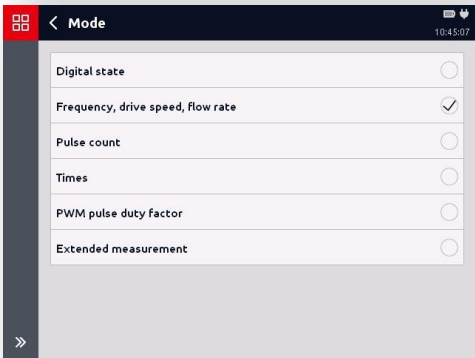 Mode
10:45:07
Digital state
Frequency, drive speed, flow rate
Pulse count
Times
PWM pulse duty factor
Extended measurement